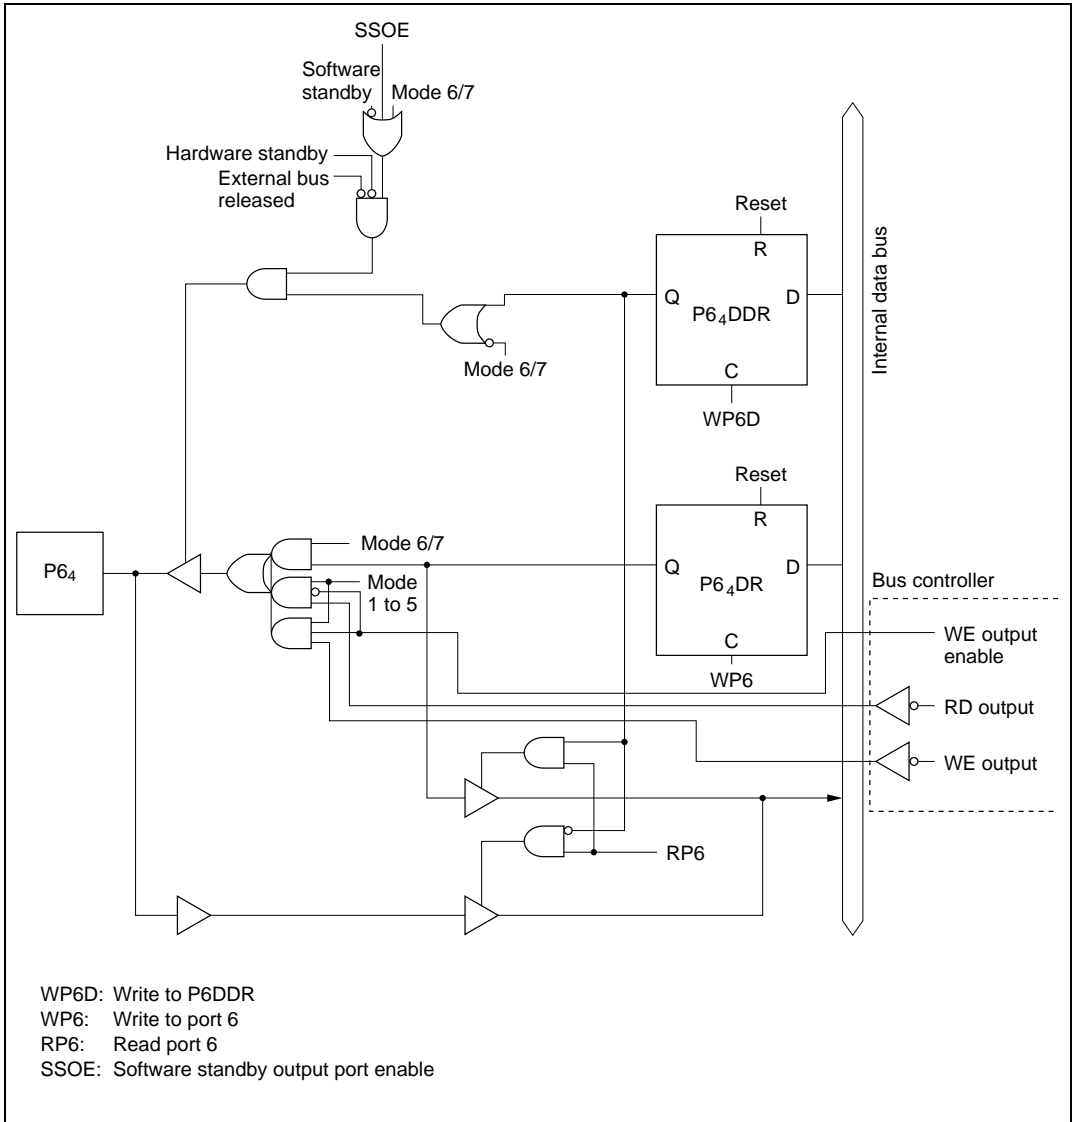 SSOE
Software
standby
Mode 6/7
Hardware standby
External bus
released
Reset
R
Q
P6₄DDR
D
C
WP6D
Mode 6/7
Internal data bus
Reset
R
Q
P6₄DR
D
C
WP6
P6₄
Mode 6/7
Mode
1 to 5
Bus controller
WE output
enable
RD output
WE output
RP6
WP6D: Write to P6DDR
WP6: Write to port 6
RP6: Read port 6
SSOE: Software standby output port enable